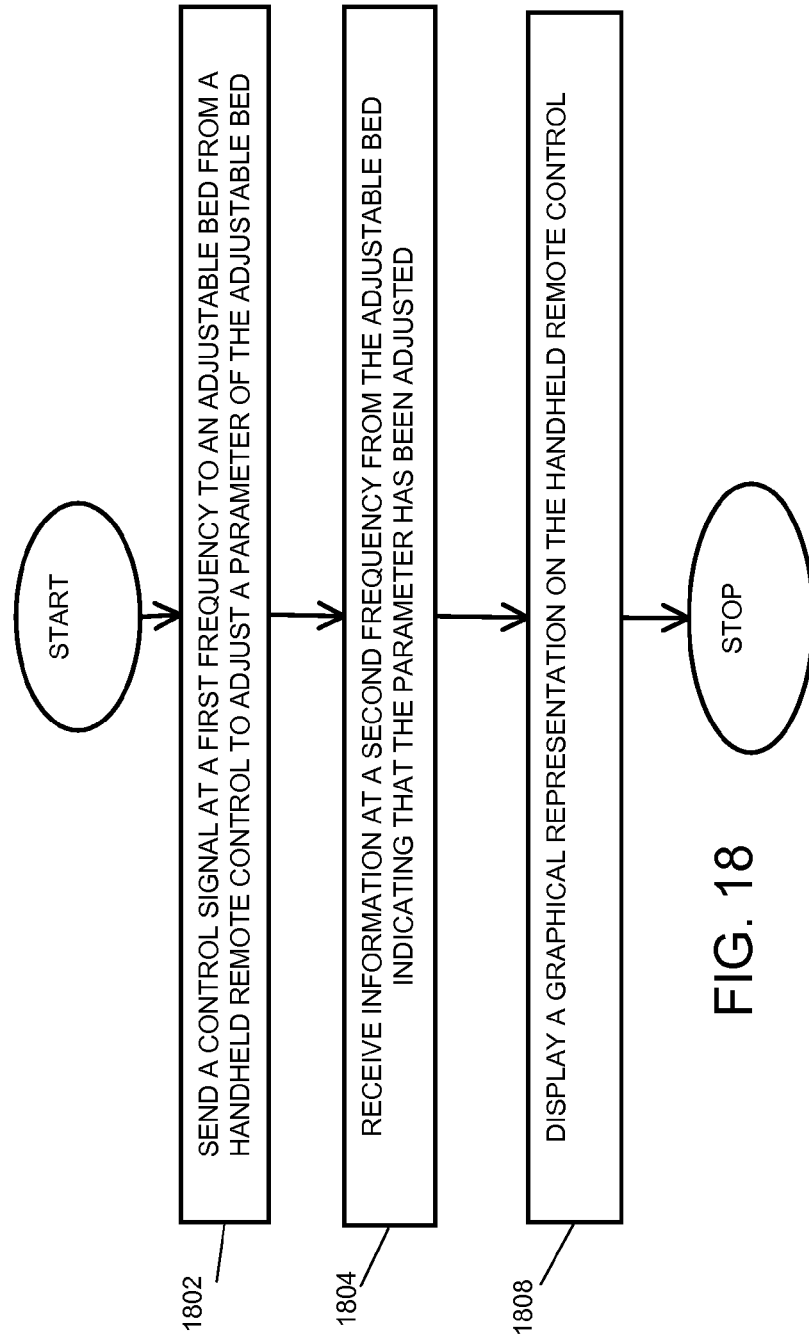 START
1802
SEND A CONTROL SIGNAL AT A FIRST FREQUENCY TO AN ADJUSTABLE BED FROM A
HANDHELD REMOTE CONTROL TO ADJUST A PARAMETER OF THE ADJUSTABLE BED
1804
RECEIVE INFORMATION AT A SECOND FREQUENCY FROM THE ADJUSTABLE BED
INDICATING THAT THE PARAMETER HAS BEEN ADJUSTED
1808
DISPLAY A GRAPHICAL REPRESENTATION ON THE HANDHELD REMOTE CONTROL
STOP
FIG. 18